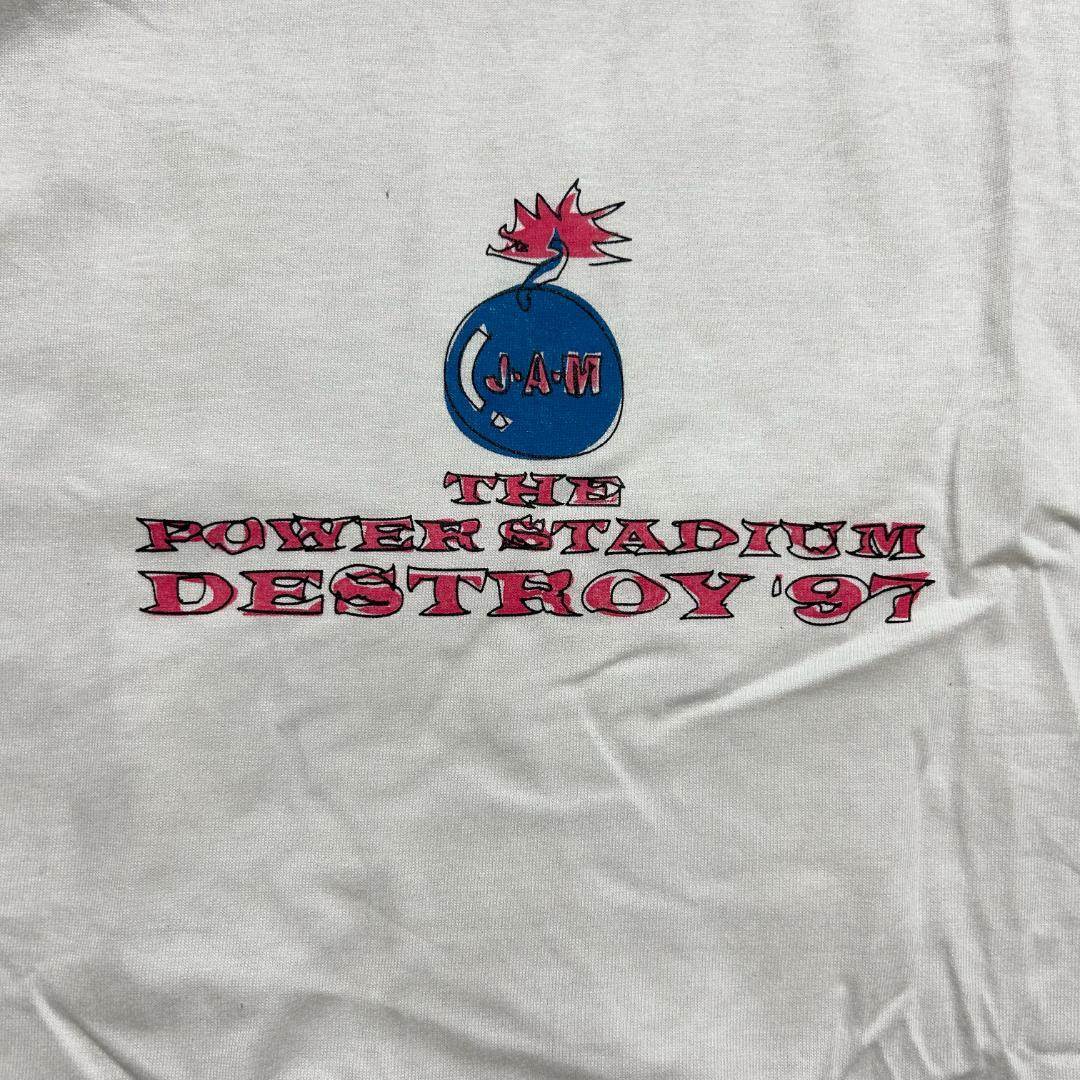 J·A·M
THE
POWER STADIUM
DESTROY '97